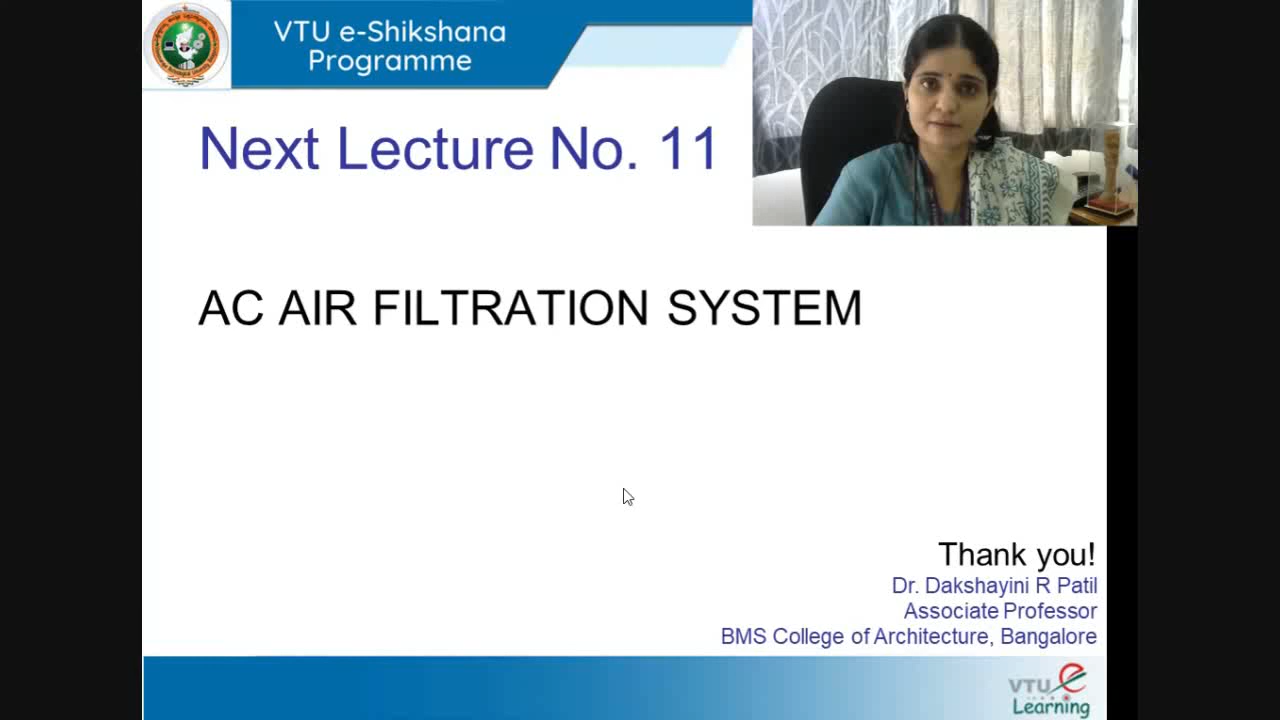 VTU e-Shikshana
Programme
Next Lecture No. 11
AC AIR FILTRATION SYSTEM
Thank you!
Dr. Dakshayini R Patil
Associate Professor
BMS College of Architecture, Bangalore
VTU e
Learning